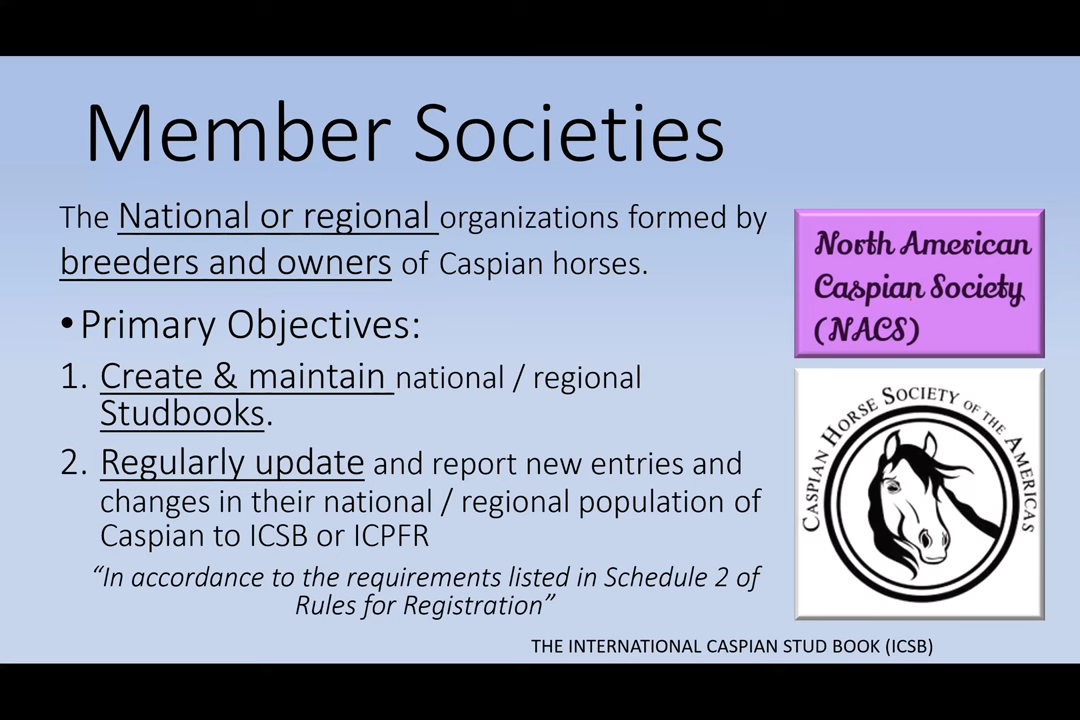 Member Societies
The National or regional organizations formed by
breeders and owners of Caspian horses.
•Primary Objectives:
1. Create & maintain national / regional
Studbooks.
2. Regularly update and report new entries and
changes in their national / regional population of
Caspian to ICSB or ICPFR
“In accordance to the requirements listed in Schedule 2 of
Rules for Registration”
North American
Caspian Society
(NACS)
CASPIAN HORSE SOCIETY OF THE AMERICAS
THE INTERNATIONAL CASPIAN STUD BOOK (ICSB)